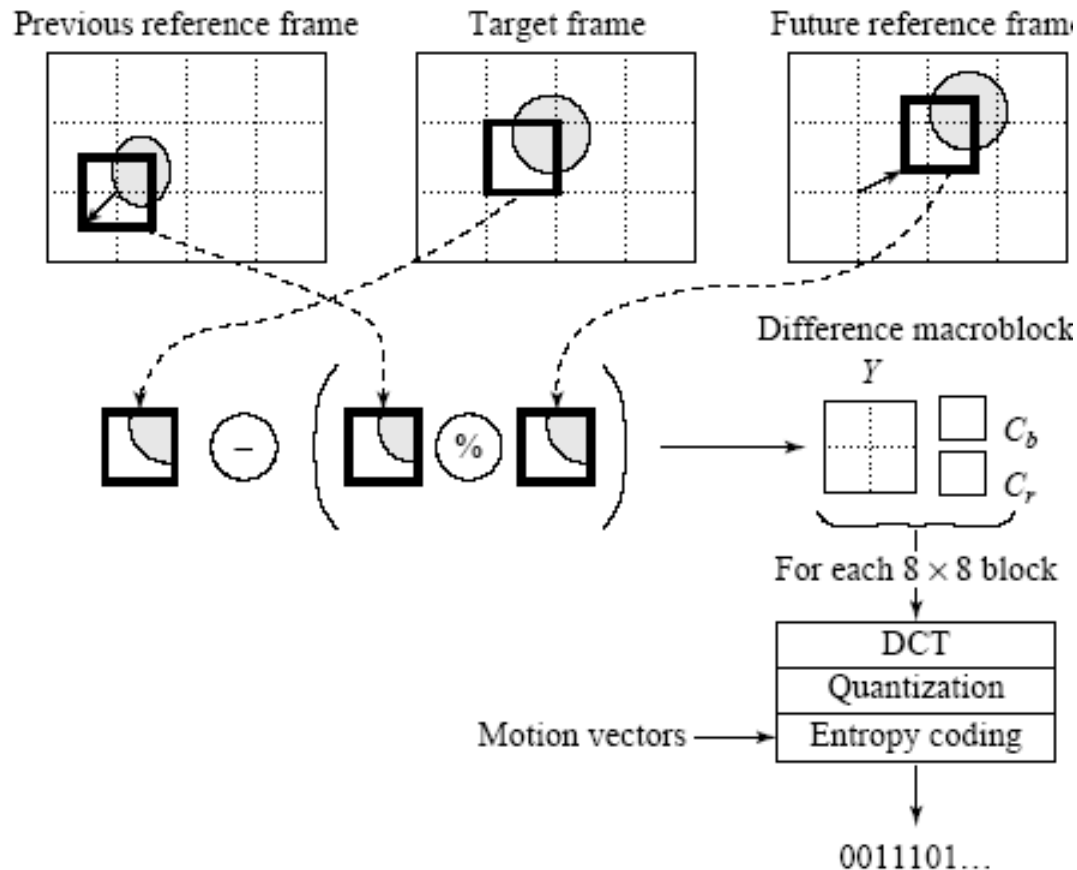 Previous reference frame
Target frame
Future reference frame
Difference macroblock
Y
−
%
C_b
C_r
For each 8 × 8 block
DCT
Quantization
Motion vectors
Entropy coding
0011101…